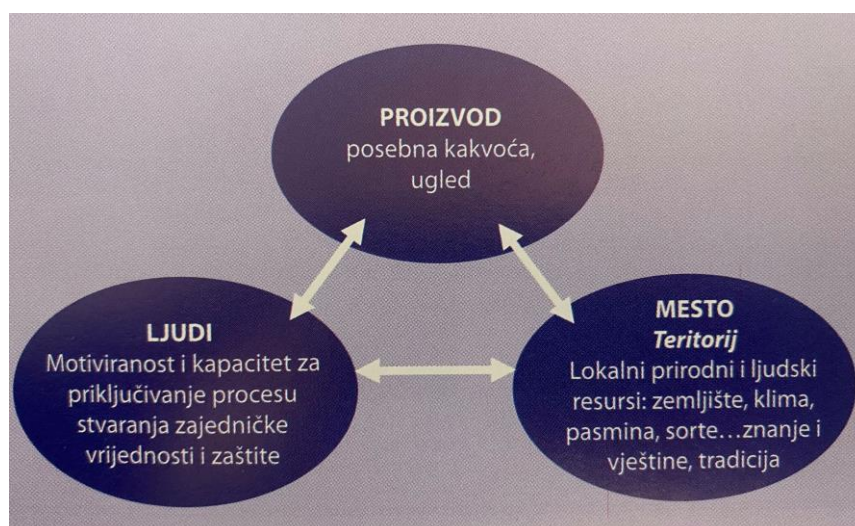 PROIZVOD
posebna kakvoća,
ugled
LJUDI
Motiviranost i kapacitet za
priključivanje procesu
stvaranja zajedničke
vrijednosti i zaštite
MESTO
Teritorij
Lokalni prirodni i ljudski
resursi: zemljište, klima,
pasmina, sorte...znanje i
vještine, tradicija